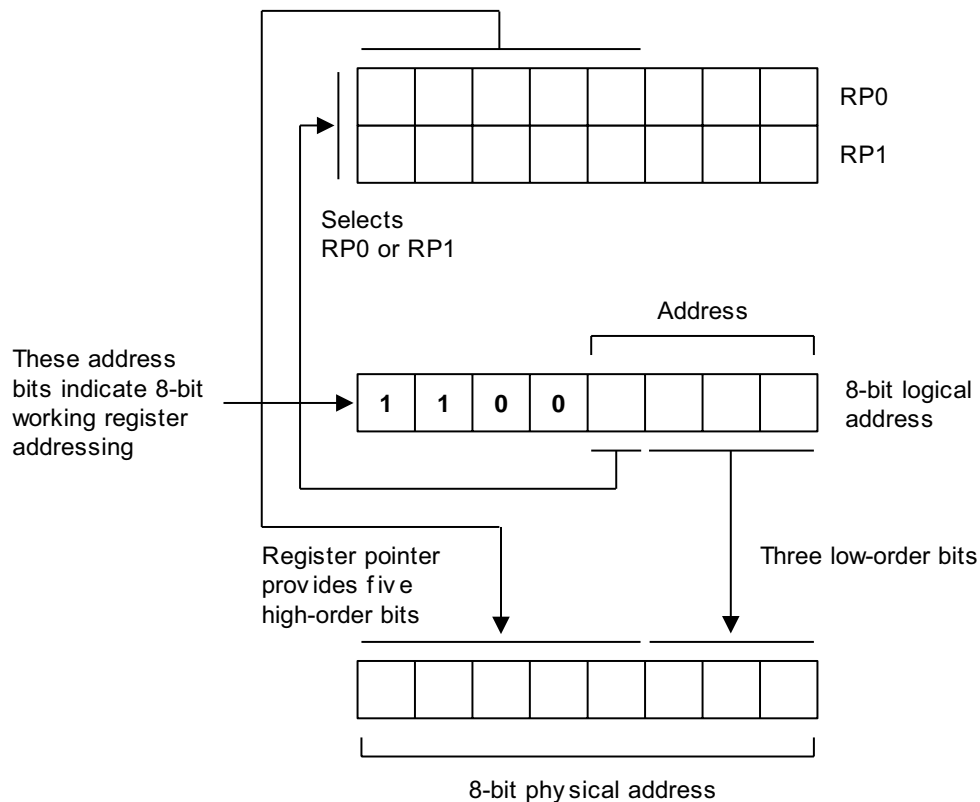 RP0
RP1
Selects
RP0 or RP1
Address
These address
bits indicate 8-bit
working register
addressing
1 1 0 0
8-bit logical
address
Register pointer
provides five
high-order bits
Three low-order bits
8-bit physical address